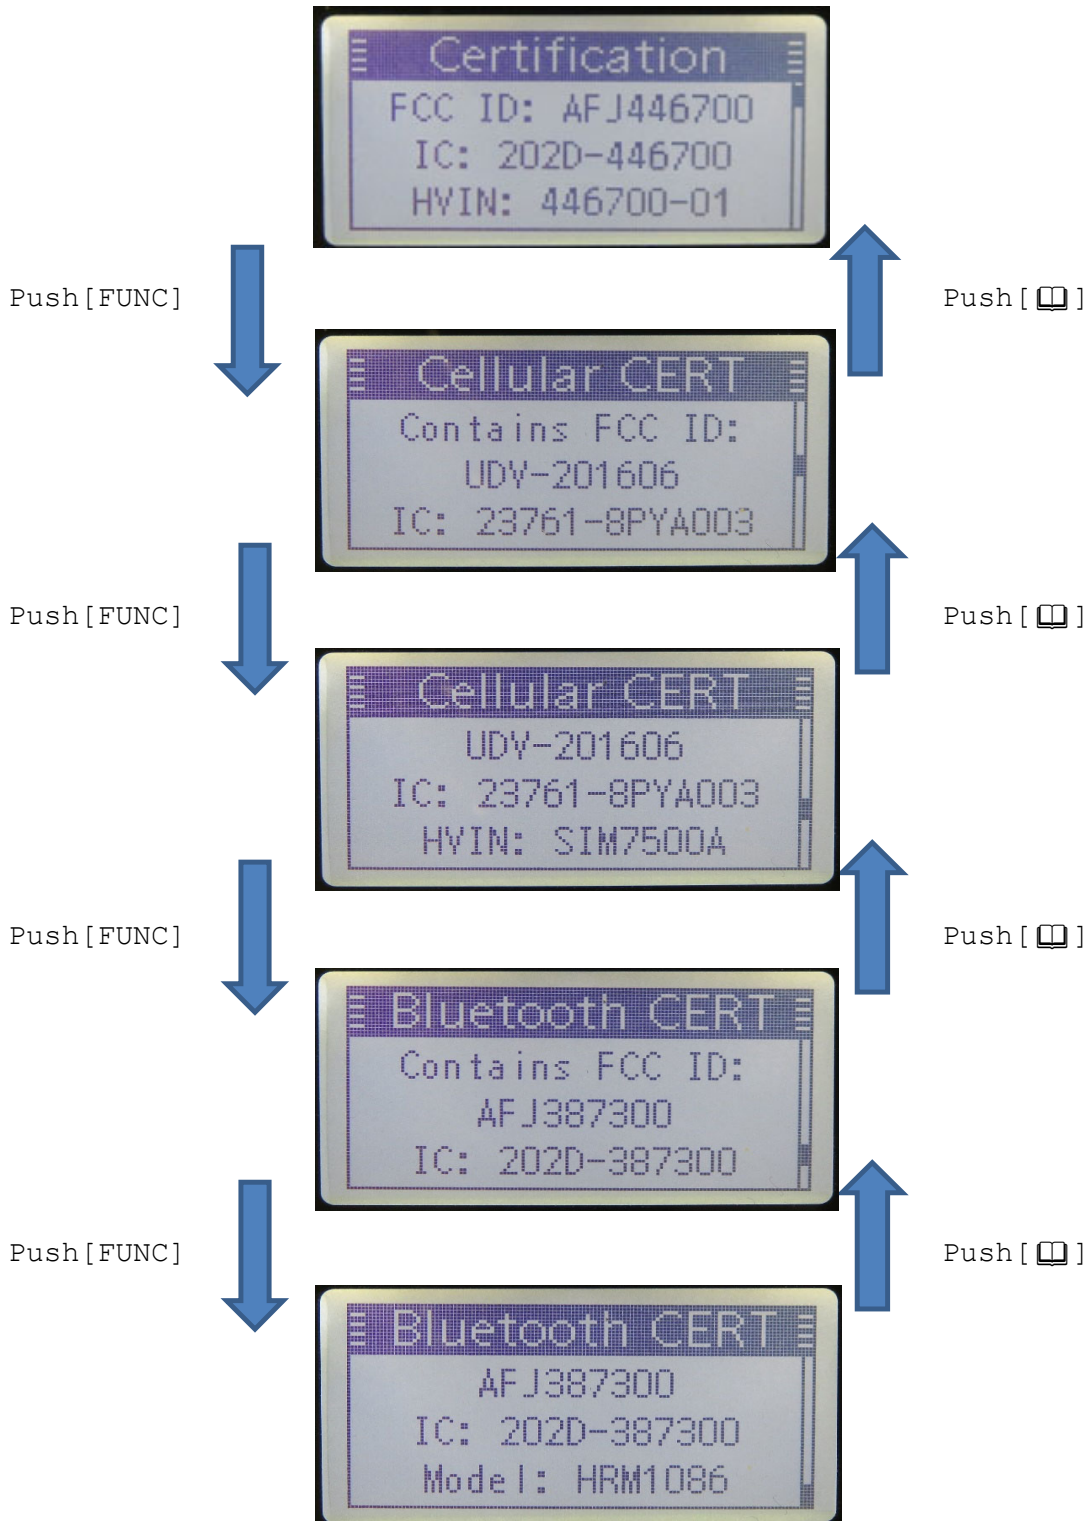 Certification
FCC ID: AFJ446700
IC: 202D-446700
HVIN: 446700-01
Push[FUNC]
Push[🕮]
Cellular CERT
Contains FCC ID:
UDV-201606
IC: 23761-8PYA003
Push[FUNC]
Push[🕮]
Cellular CERT
UDV-201606
IC: 23761-8PYA003
HVIN: SIM7500A
Push[FUNC]
Push[🕮]
Bluetooth CERT
Contains FCC ID:
AFJ387300
IC: 202D-387300
Push[FUNC]
Push[🕮]
Bluetooth CERT
AFJ387300
IC: 202D-387300
Model: HRM1086